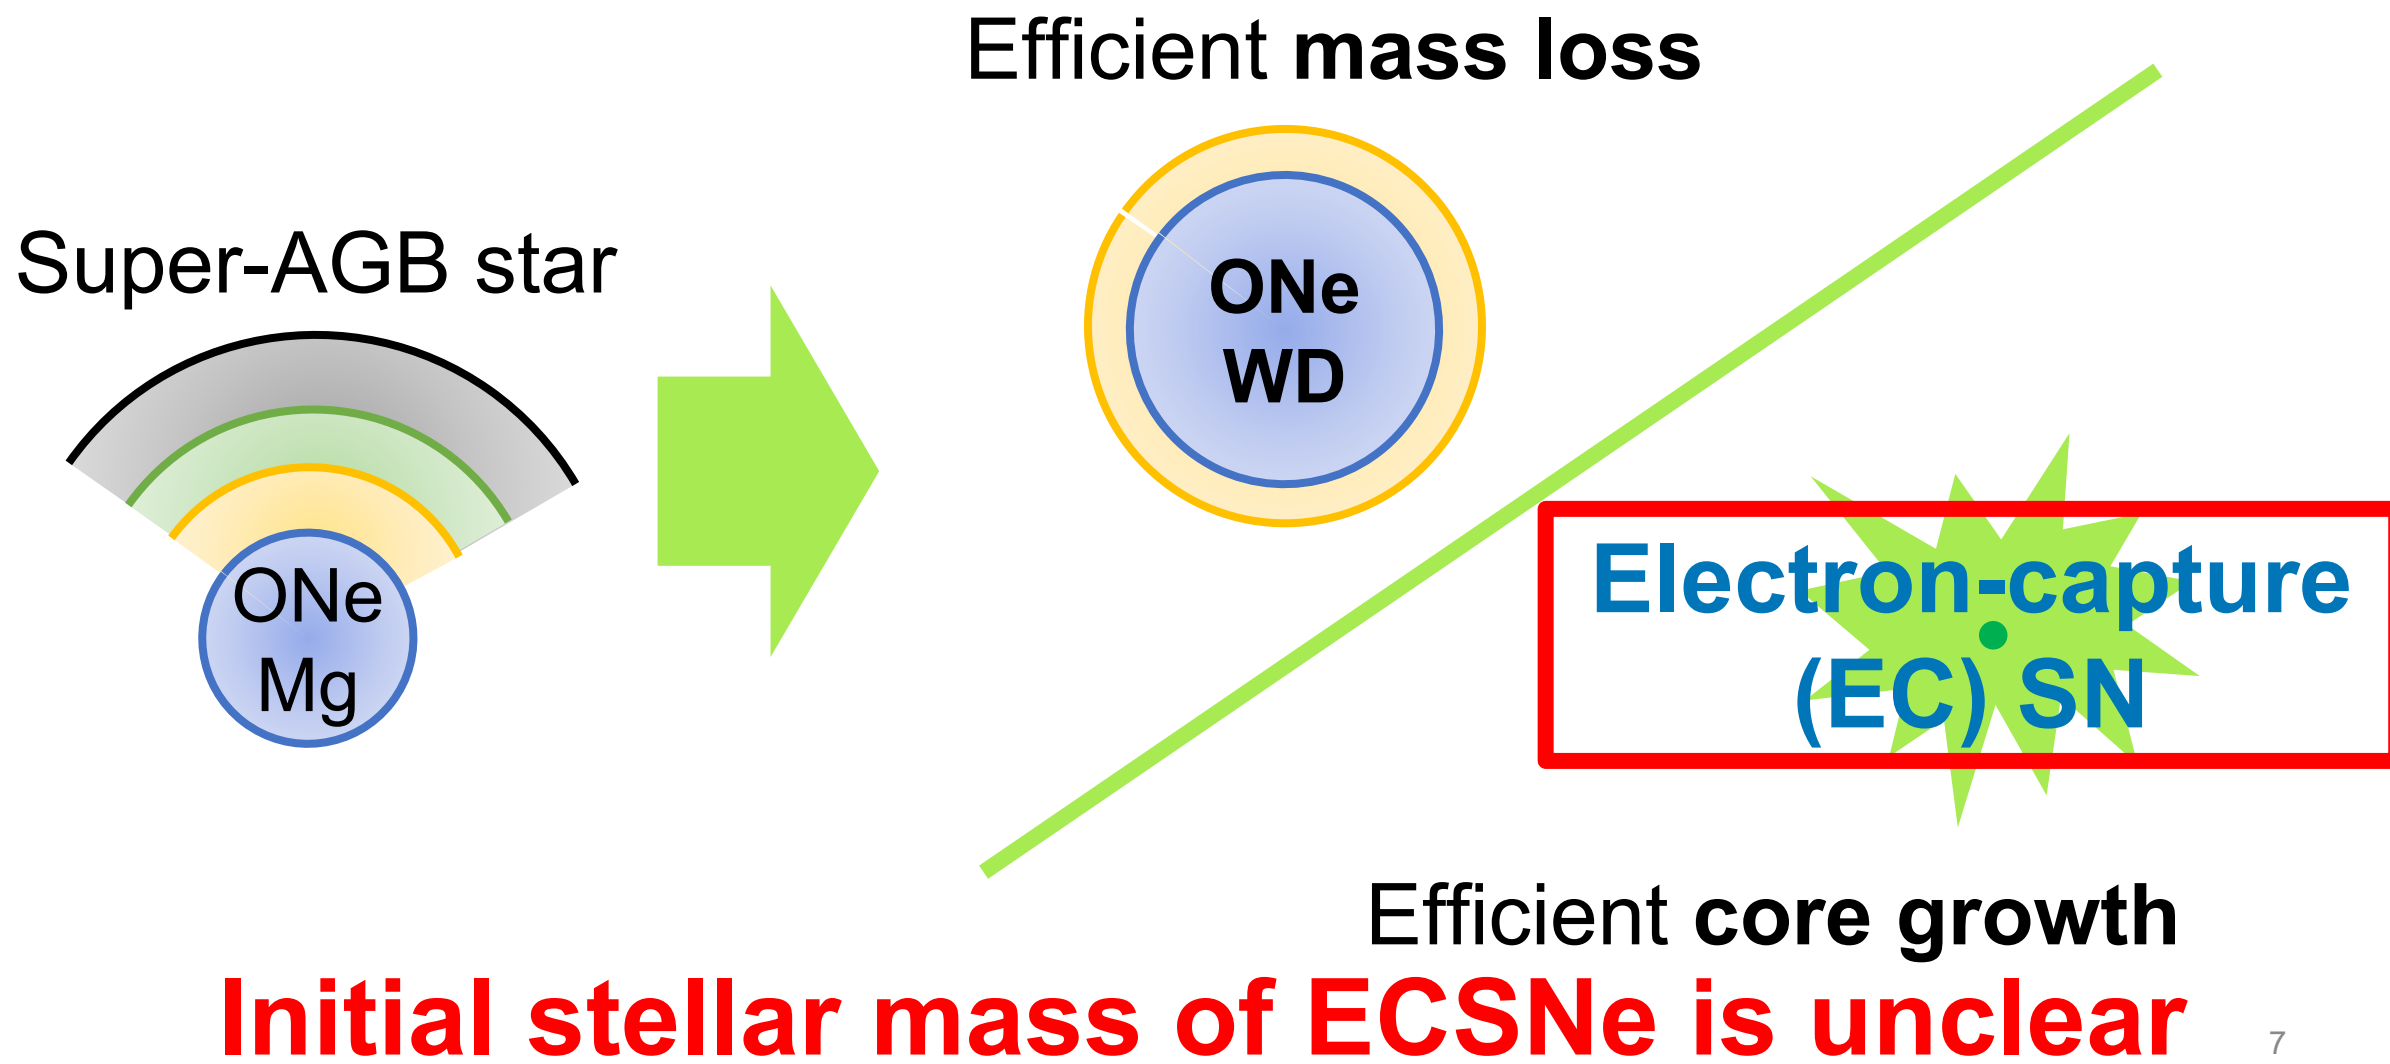 Efficient mass loss
Super-AGB star
ONe
Mg
ONe
WD
Electron-capture
(EC) SN
Efficient core growth
Initial stellar mass of ECSNe is unclear
7